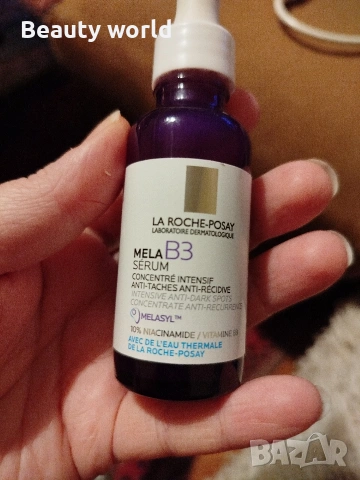 Beauty world
LA ROCHE-POSAY
LABORATOIRE DERMATOLOGIQUE
MELA B3
SERUM
CONCENTRÉ INTENSIF
ANTI-TACHES ANTI-RÉCIDIVE
INTENSIVE ANTI-DARK SPOTS
CONCENTRATE ANTI-RECURRENCE
MELASYL™
10% NIACINAMIDE / VITAMINE
AVEC DE L'EAU THERMALE
DE LA ROCHE-POSAY
BAZAR